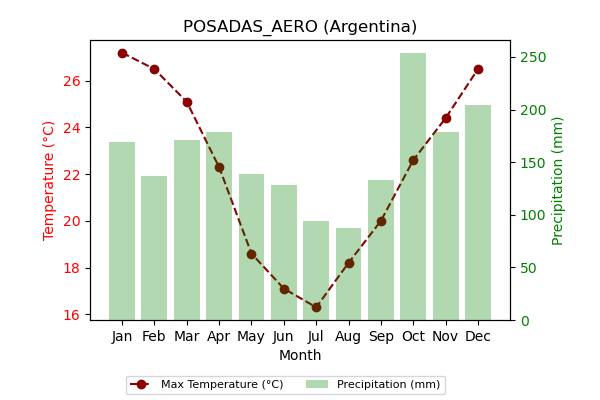 POSADAS_AERO (Argentina)
26
24
22
20
18
16
Temperature (°C)
250
200
150
100
50
0
Precipitation (mm)
Jan Feb Mar Apr May Jun Jul Aug Sep Oct Nov Dec
Month
Max Temperature (°C) Precipitation (mm)